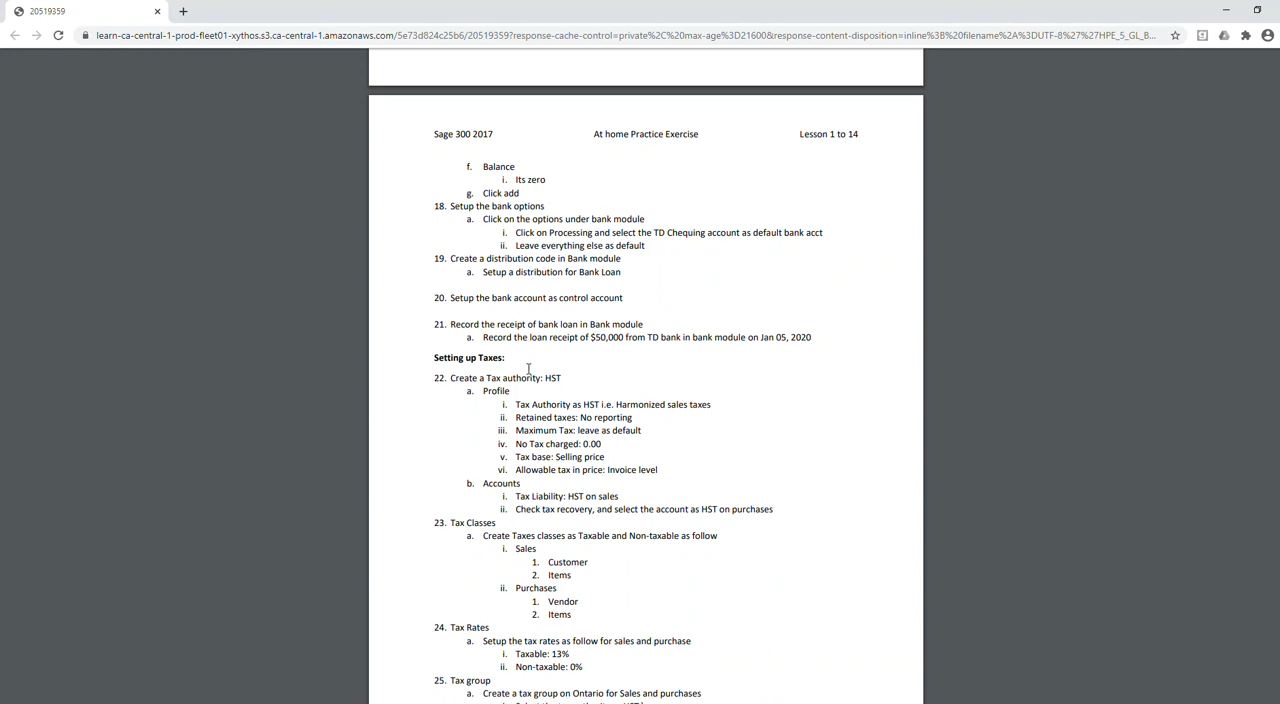 20519359
learn-ca-central-1-prod-fleet01-xythos.s3.ca-central-1.amazonaws.com/5e73d824c25b6/20519359?response-cache-control=private%2C%20max-age%3D21600&response-content-disposition=inline%3B%20filename%2A%3DUTF-8%27%27HPE_5_GL_B...
Sage 300 2017 At home Practice Exercise Lesson 1 to 14
f. Balance
i. Its zero
g. Click add
18. Setup the bank options
a. Click on the options under bank module
i. Click on Processing and select the TD Chequing account as default bank acct
ii. Leave everything else as default
19. Create a distribution code in Bank module
a. Setup a distribution for Bank Loan
20. Setup the bank account as control account
21. Record the receipt of bank loan in Bank module
a. Record the loan receipt of $50,000 from TD bank in bank module on Jan 05, 2020
Setting up Taxes:
22. Create a Tax authority: HST
a. Profile
i. Tax Authority as HST i.e. Harmonized sales taxes
ii. Retained taxes: No reporting
iii. Maximum Tax: leave as default
iv. No Tax charged: 0.00
v. Tax base: Selling price
vi. Allowable tax in price: Invoice level
b. Accounts
i. Tax Liability: HST on sales
ii. Check tax recovery, and select the account as HST on purchases
23. Tax Classes
a. Create Taxes classes as Taxable and Non-taxable as follow
i. Sales
1. Customer
2. Items
ii. Purchases
1. Vendor
2. Items
24. Tax Rates
a. Setup the tax rates as follow for sales and purchase
i. Taxable: 13%
ii. Non-taxable: 0%
25. Tax group
a. Create a tax group on Ontario for Sales and purchases